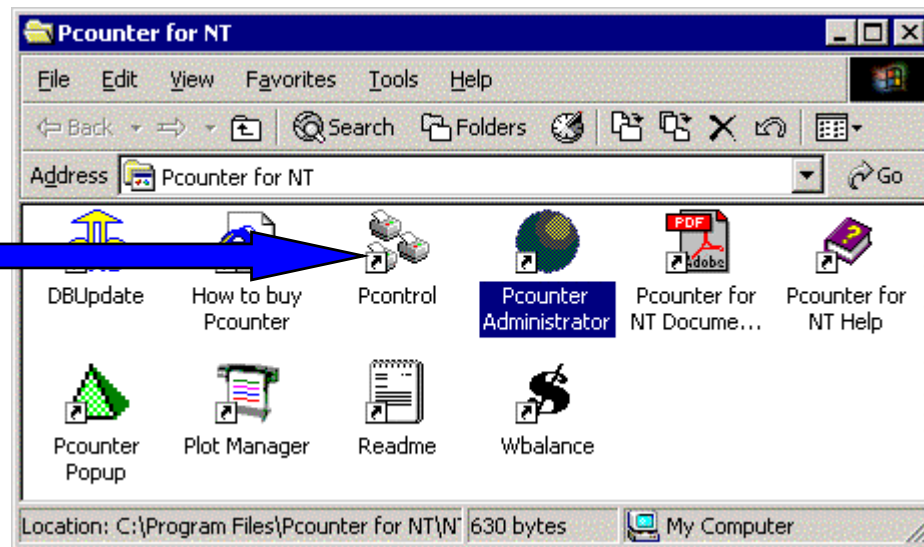 Pcounter for NT
File Edit View Favorites Tools Help
Back Search Folders
Address Pcounter for NT Go
PDF
Adobe
DBUpdate How to buy Pcontrol Pcounter Pcounter for Pcounter for
Pcounter Administrator NT Docume... NT Help
Pcounter Plot Manager Readme Wbalance
Popup
Location: C:\Program Files\Pcounter for NT\N 630 bytes My Computer